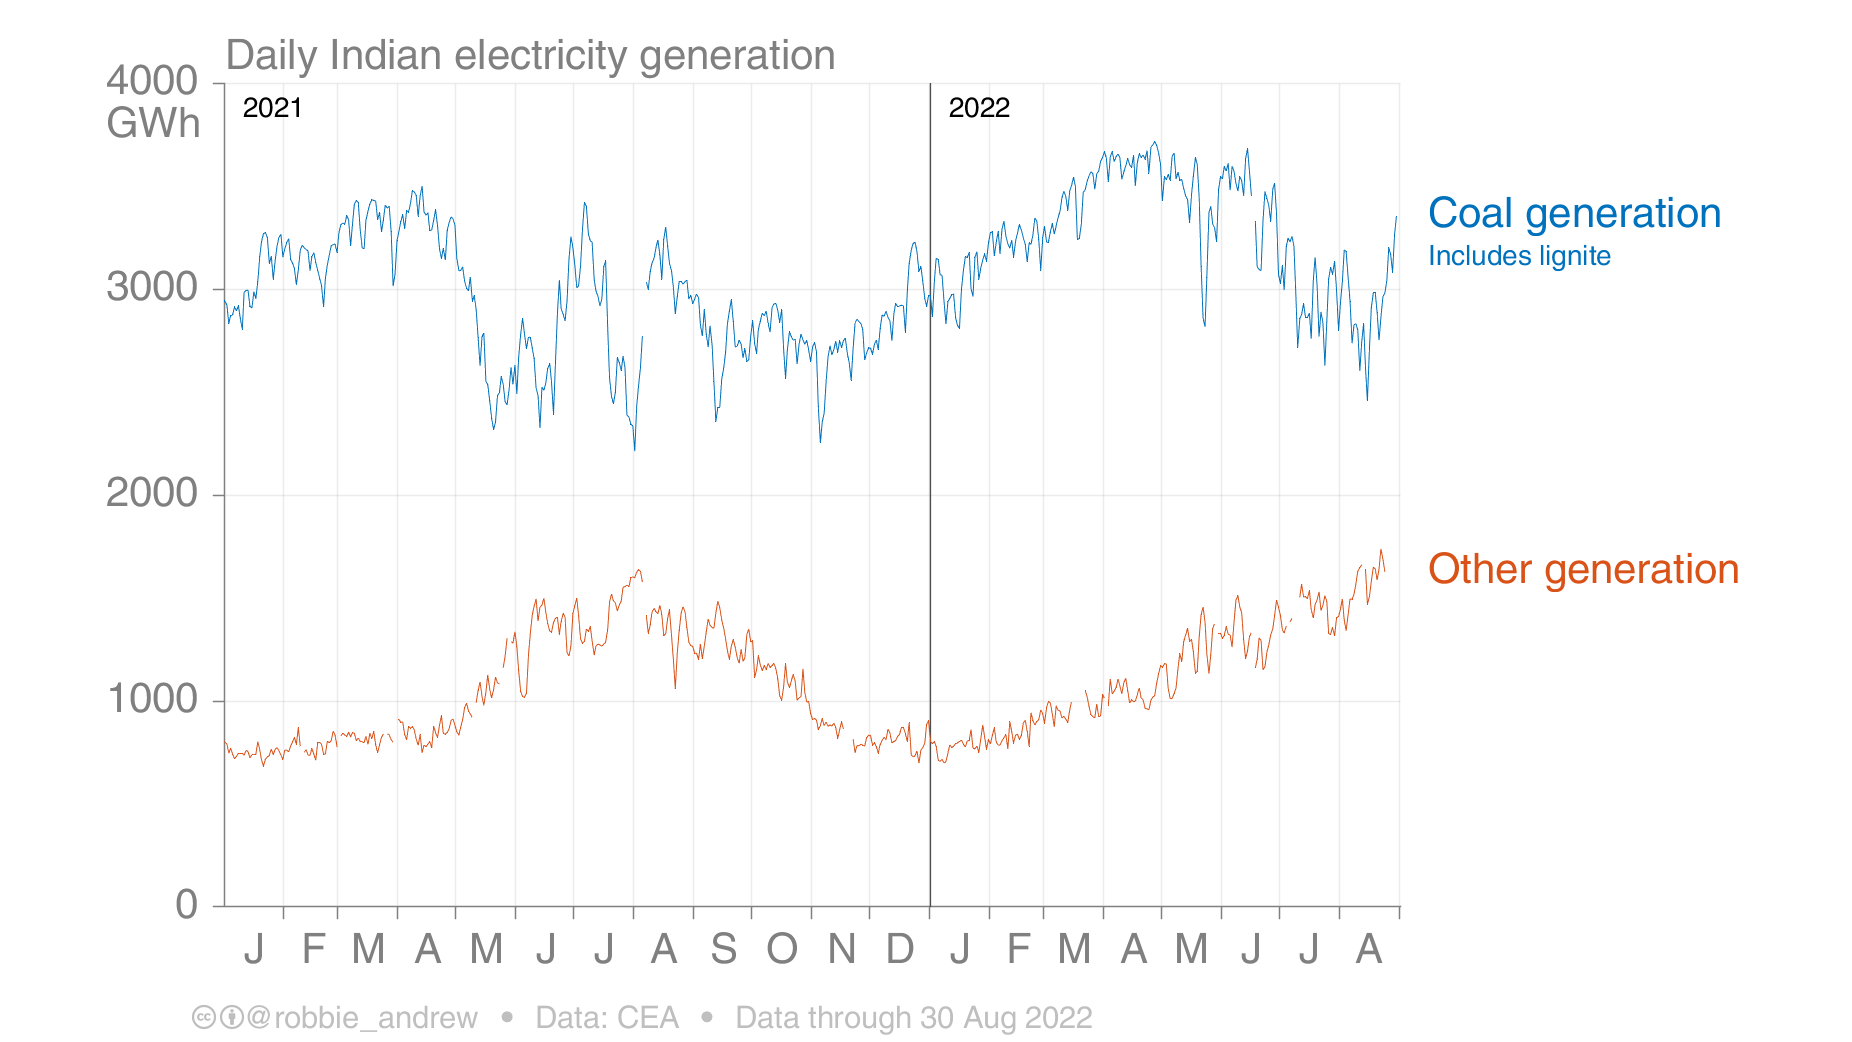 Daily Indian electricity generation
4000
GWh
2021
2022
Coal generation
Includes lignite
3000
2000
Other generation
1000
0
J F M A M J J A S O N D J F M A M J J A
cc @robbie_andrew • Data: CEA • Data through 30 Aug 2022